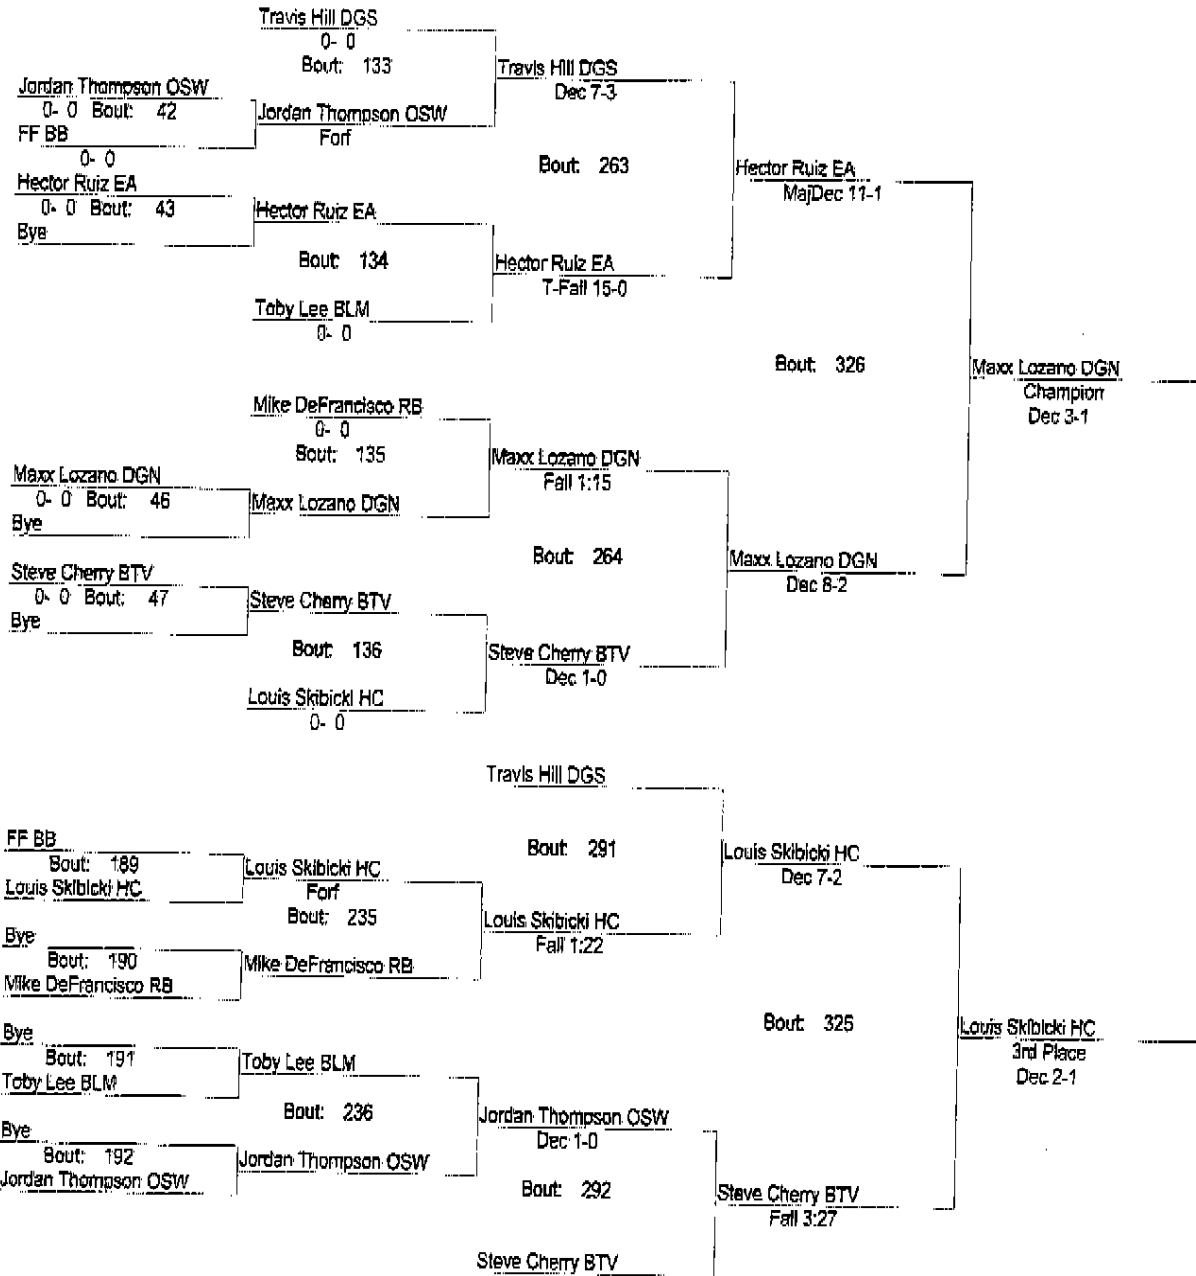 Travis Hill DGS
0- 0
Bout: 133
Travis Hill DGS
Dec 7-3
Jordan Thompson OSW
0- 0 Bout: 42
Jordan Thompson OSW
Forf
FF BB
0- 0
Bout: 263
Hector Ruiz EA
MajDec 11-1
Hector Ruiz EA
0- 0 Bout: 43
Hector Ruiz EA
Bye
Bout: 134
Hector Ruiz EA
T-Fall 15-0
Toby Lee BLM
0- 0
Bout: 326
Maxx Lozano DGN
Champion
Dec 3-1
Mike DeFrancisco RB
0- 0
Bout: 135
Maxx Lozano DGN
Fall 1:15
Maxx Lozano DGN
0- 0 Bout: 46
Maxx Lozano DGN
Bye
Bout: 264
Maxx Lozano DGN
Dec 8-2
Steve Cherry BTV
0- 0 Bout: 47
Steve Cherry BTV
Bye
Bout: 136
Steve Cherry BTV
Dec 1-0
Louis Skibicki HC
0- 0
Travis Hill DGS
FF BB
Bout: 189
Louis Skibicki HC
Louis Skibicki HC
Forf
Bout: 291
Louis Skibicki HC
Dec 7-2
Bout: 235
Louis Skibicki HC
Fall 1:22
Bye
Bout: 190
Mike DeFrancisco RB
Mike DeFrancisco RB
Bout: 325
Louis Skibicki HC
3rd Place
Dec 2-1
Bye
Bout: 191
Toby Lee BLM
Toby Lee BLM
Bout: 236
Jordan Thompson OSW
Dec 1-0
Bye
Bout: 192
Jordan Thompson OSW
Jordan Thompson OSW
Bout: 292
Steve Cherry BTV
Fall 3:27
Steve Cherry BTV